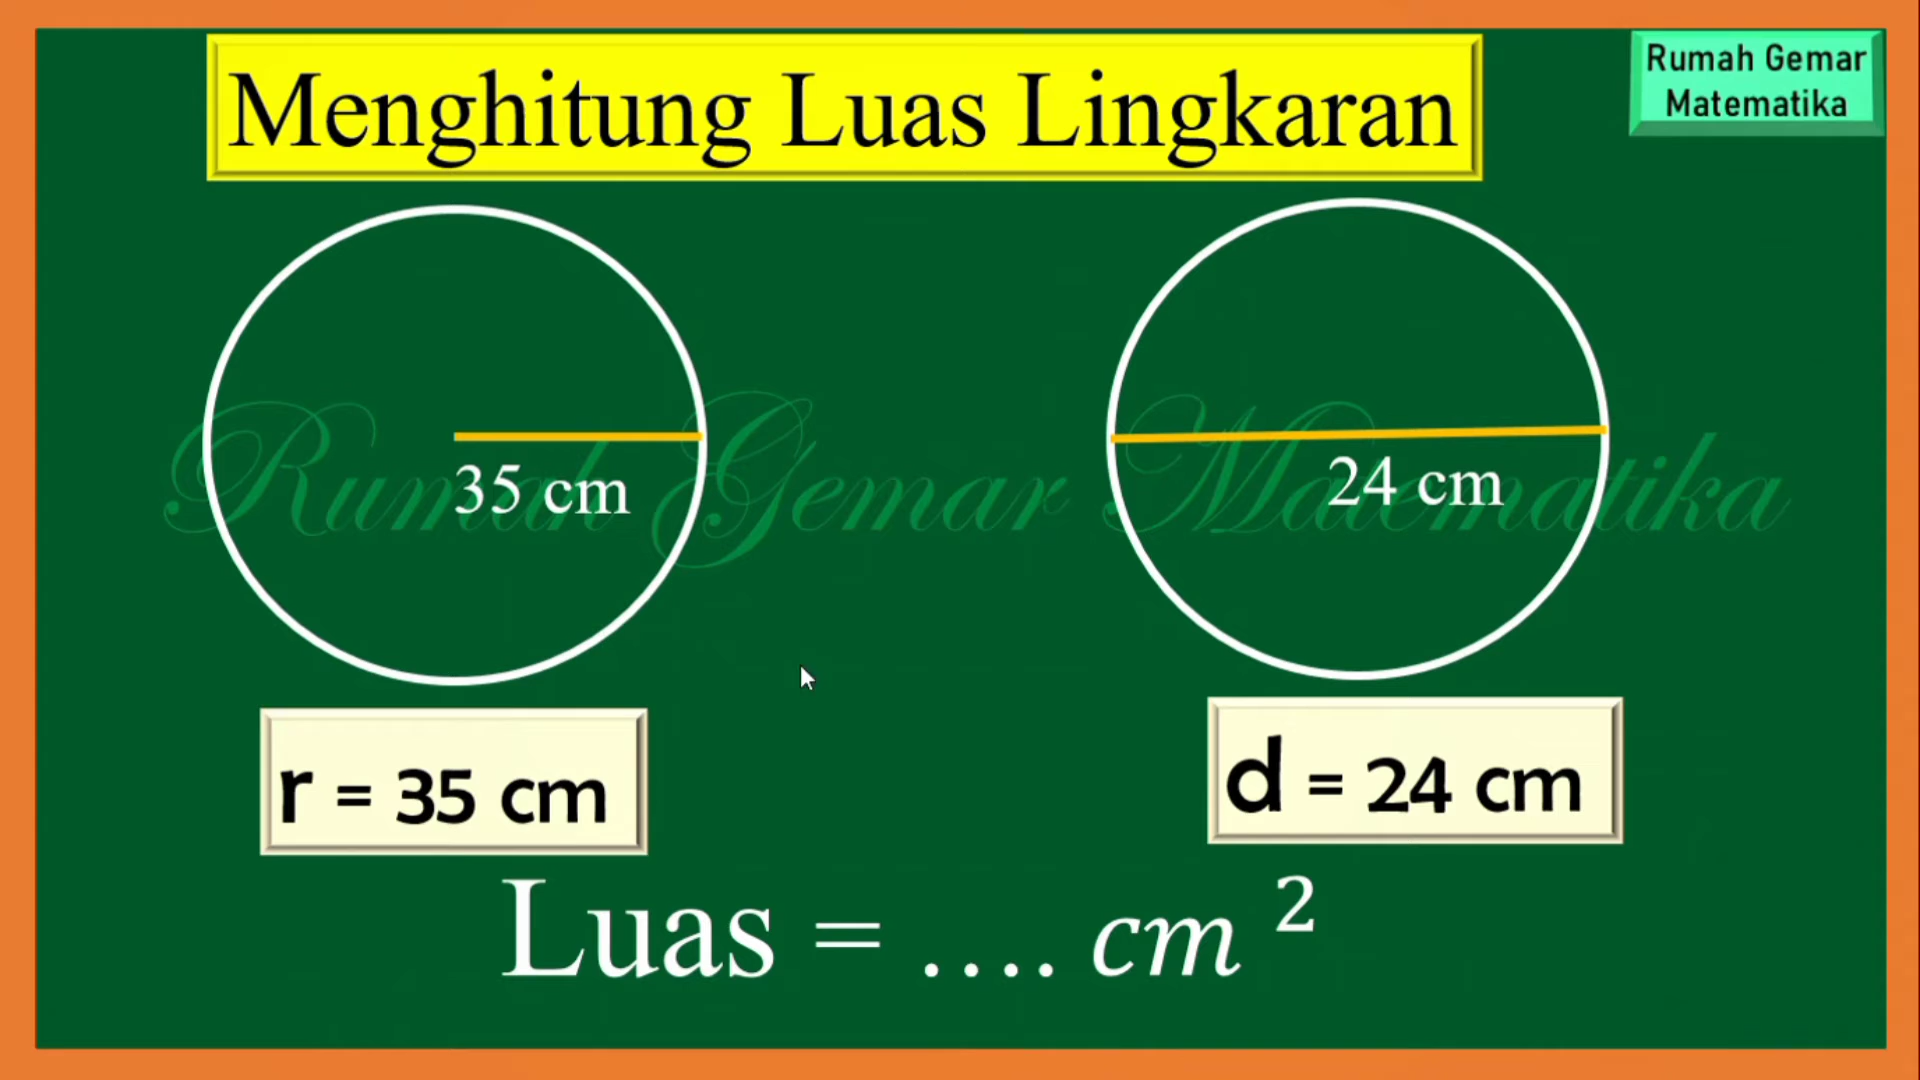 Menghitung Luas Lingkaran
Rumah Gemar
Matematika
35 cm
24 cm
Rumah Gemar Matematika
r = 35 cm
d = 24 cm
Luas = .... cm ²